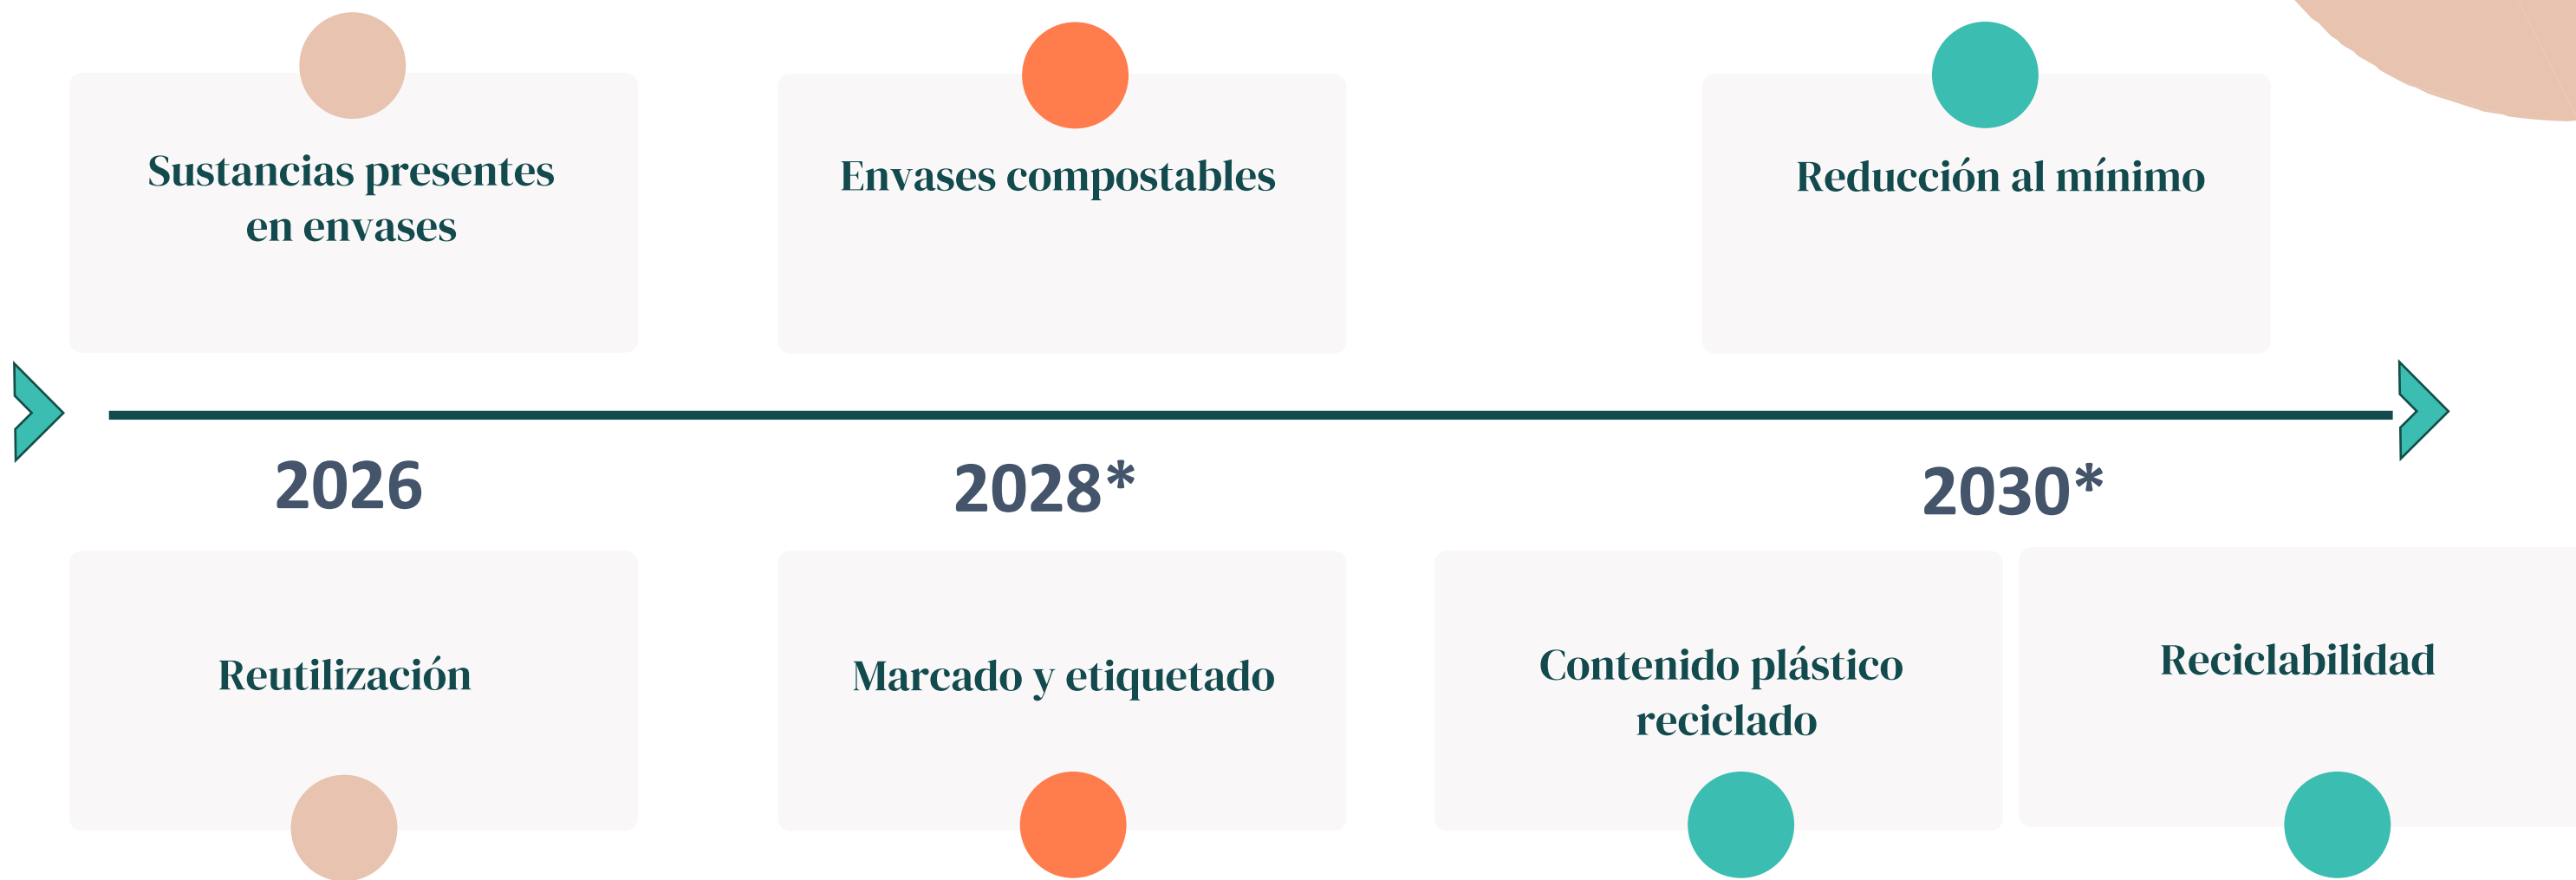 Sustancias presentes
en envases
Envases compostables
Reducción al mínimo
2026
2028*
2030*
Reutilización
Marcado y etiquetado
Contenido plástico
reciclado
Reciclabilidad